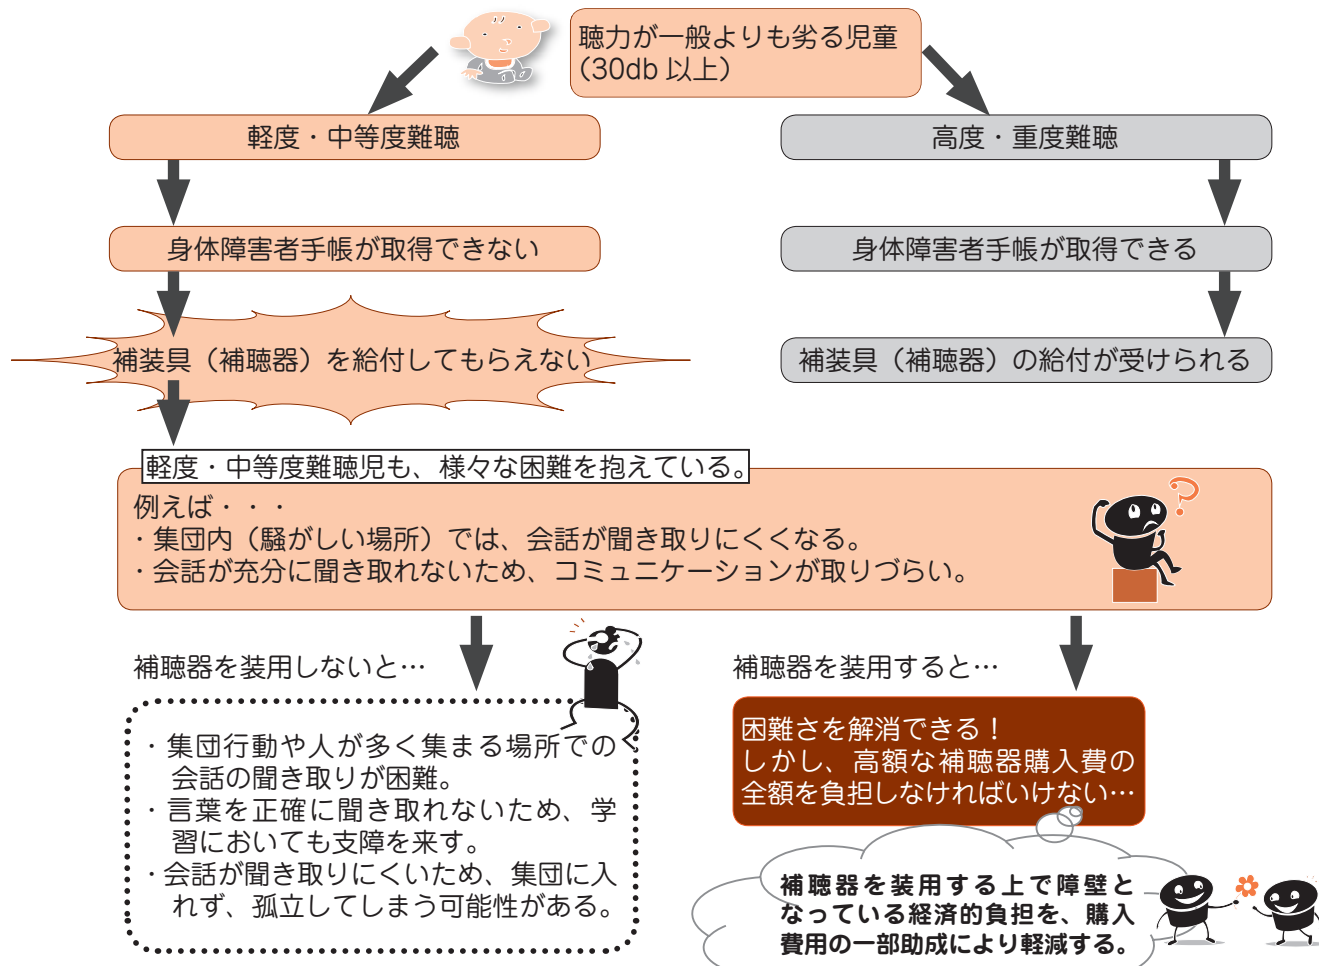 聴力が一般よりも劣る児童
(30db 以上)
軽度・中等度難聴
高度・重度難聴
身体障害者手帳が取得できない
身体障害者手帳が取得できる
補装具（補聴器）を給付してもらえない
補装具（補聴器）の給付が受けられる
軽度・中等度難聴児も、様々な困難を抱えている。
例えば・・・
・集団内（騒がしい場所）では、会話が聞き取りにくくなる。
・会話が充分に聞き取れないため、コミュニケーションが取りづらい。
補聴器を装用しないと…
・集団行動や人が多く集まる場所での
会話の聞き取りが困難。
・言葉を正確に聞き取れないため、学
習においても支障を来す。
・会話が聞き取りにくいため、集団に入
れず、孤立してしまう可能性がある。
補聴器を装用すると…
困難さを解消できる！
しかし、高額な補聴器購入費の
全額を負担しなければいけない…
補聴器を装用する上で障壁と
なっている経済的負担を、購入
費用の一部助成により軽減する。